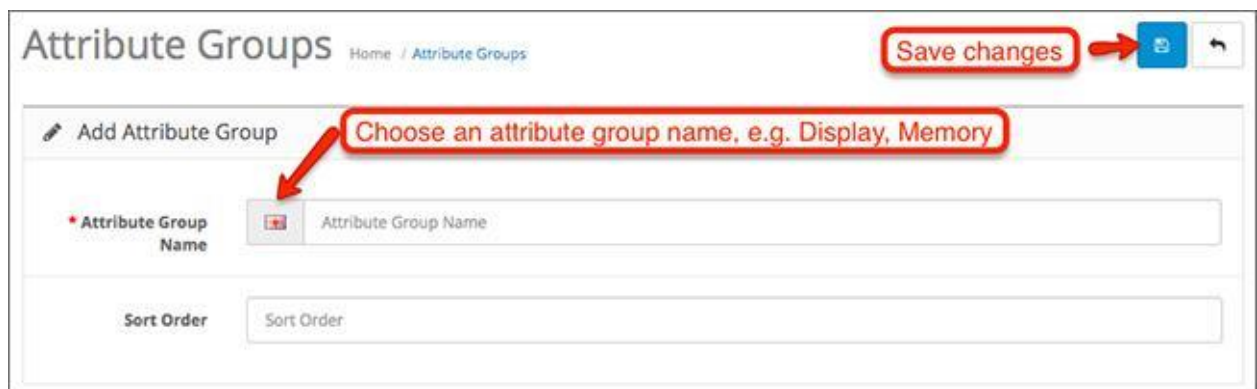 Attribute Groups Home / Attribute Groups
Save changes
Add Attribute Group
Choose an attribute group name, e.g. Display, Memory
* Attribute Group
Name
Attribute Group Name
Sort Order
Sort Order